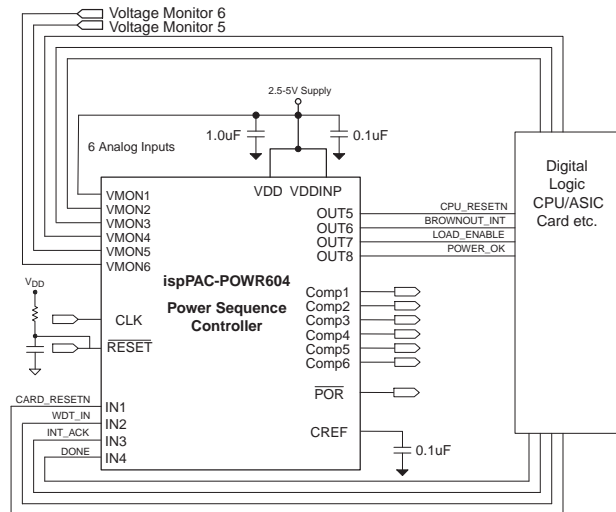 Voltage Monitor 6
Voltage Monitor 5
2.5-5V Supply
1.0uF
0.1uF
6 Analog Inputs
VDD VDDINP
VMON1
VMON2
VMON3
VMON4
VMON5
VMON6
OUT5
OUT6
OUT7
OUT8
CPU_RESETN
BROWNOUT_INT
LOAD_ENABLE
POWER_OK
Digital
Logic
CPU/ASIC
Card etc.
ispPAC-POWR604
Power Sequence
Controller
VDD
CLK
RESET
Comp1
Comp2
Comp3
Comp4
Comp5
Comp6
POR
CREF
0.1uF
CARD_RESETN
WDT_IN
INT_ACK
DONE
IN1
IN2
IN3
IN4